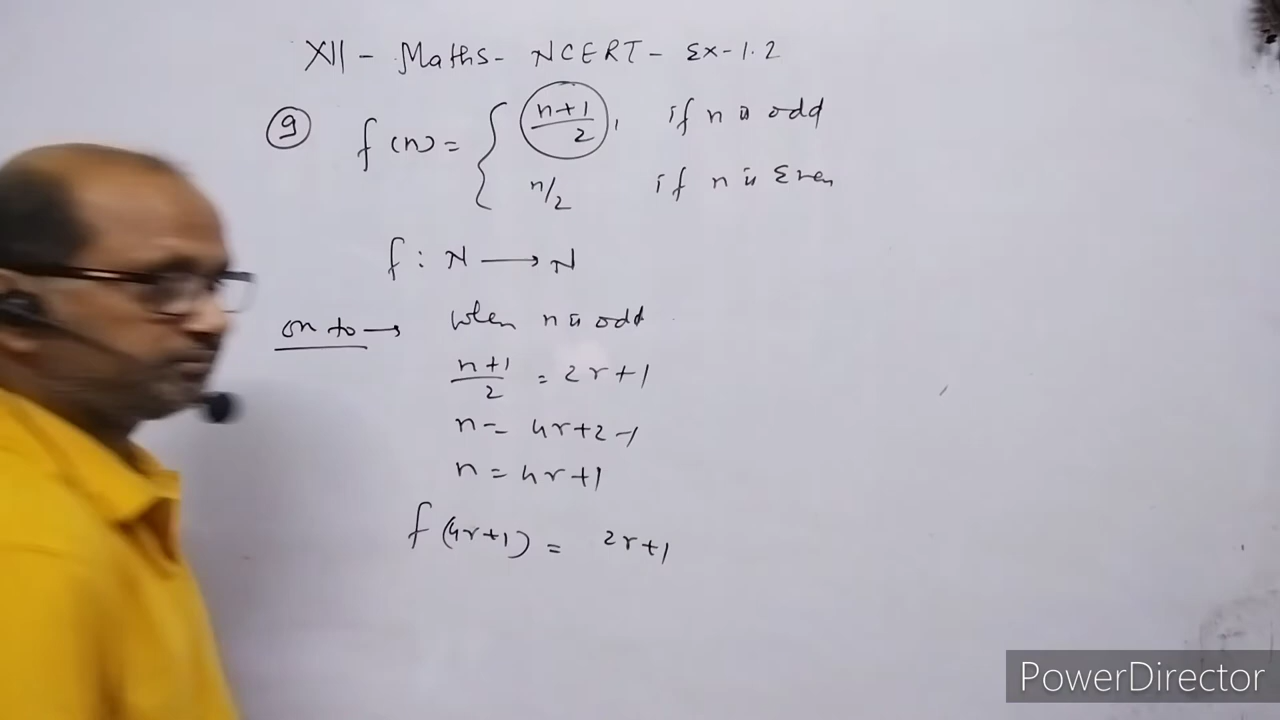 XII - Maths - NCERT - Ex-1.2
9 f(n) = { n+1/2, if n is odd
n/2 if n is Even
f : N → N
on to → when n is odd
n+1/2 = 2r+1
n = 4r+2-1
n = 4r+1
f(4r+1) = 2r+1
PowerDirector